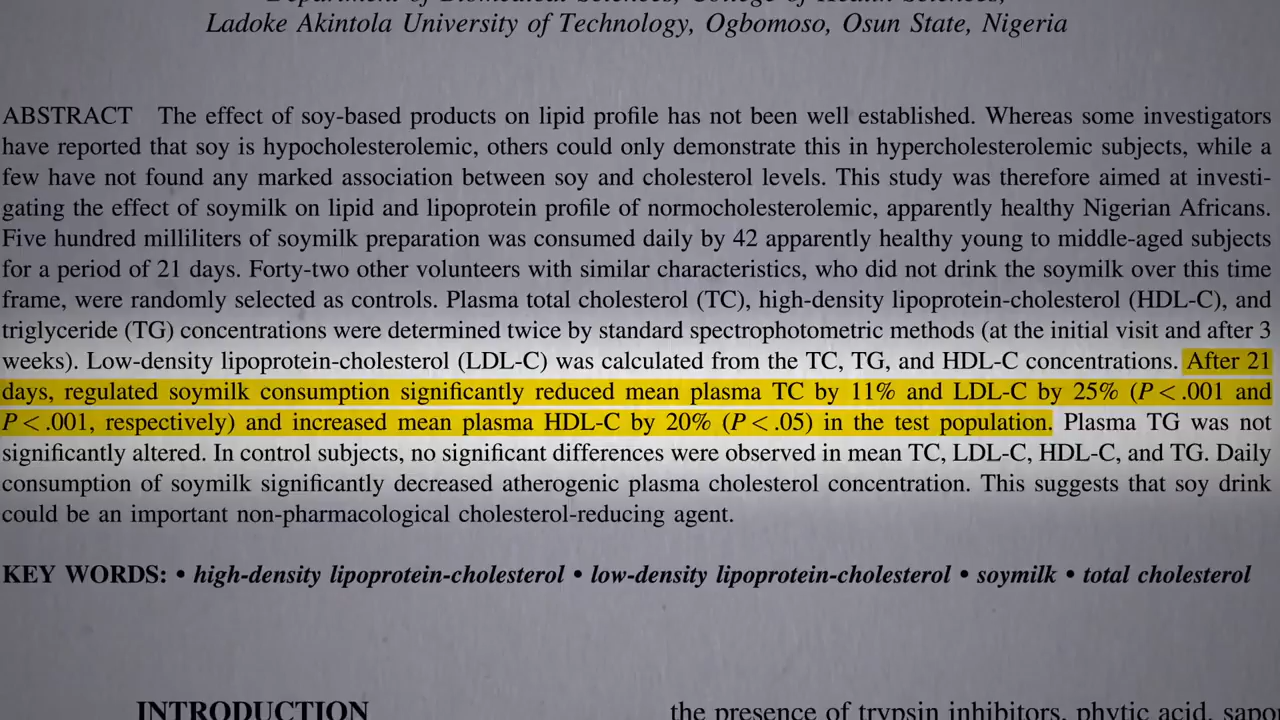 Department of Biomedical Sciences, College of Health Sciences,
Ladoke Akintola University of Technology, Ogbomoso, Osun State, Nigeria
ABSTRACT The effect of soy-based products on lipid profile has not been well established. Whereas some investigators
have reported that soy is hypocholesterolemic, others could only demonstrate this in hypercholesterolemic subjects, while a
few have not found any marked association between soy and cholesterol levels. This study was therefore aimed at investi-
gating the effect of soymilk on lipid and lipoprotein profile of normocholesterolemic, apparently healthy Nigerian Africans.
Five hundred milliliters of soymilk preparation was consumed daily by 42 apparently healthy young to middle-aged subjects
for a period of 21 days. Forty-two other volunteers with similar characteristics, who did not drink the soymilk over this time
frame, were randomly selected as controls. Plasma total cholesterol (TC), high-density lipoprotein-cholesterol (HDL-C), and
triglyceride (TG) concentrations were determined twice by standard spectrophotometric methods (at the initial visit and after 3
weeks). Low-density lipoprotein-cholesterol (LDL-C) was calculated from the TC, TG, and HDL-C concentrations. After 21
days, regulated soymilk consumption significantly reduced mean plasma TC by 11% and LDL-C by 25% (P < .001 and
P < .001, respectively) and increased mean plasma HDL-C by 20% (P < .05) in the test population. Plasma TG was not
significantly altered. In control subjects, no significant differences were observed in mean TC, LDL-C, HDL-C, and TG. Daily
consumption of soymilk significantly decreased atherogenic plasma cholesterol concentration. This suggests that soy drink
could be an important non-pharmacological cholesterol-reducing agent.
KEY WORDS: • high-density lipoprotein-cholesterol • low-density lipoprotein-cholesterol • soymilk • total cholesterol
INTRODUCTION
the presence of trypsin inhibitors, phytic acid,